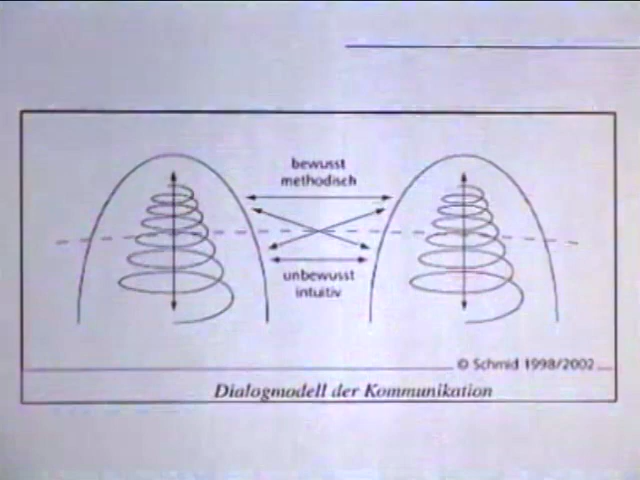 bewusst
methodisch
unbewusst
intuitiv
© Schmid 1998/2002
Dialogmodell der Kommunikation